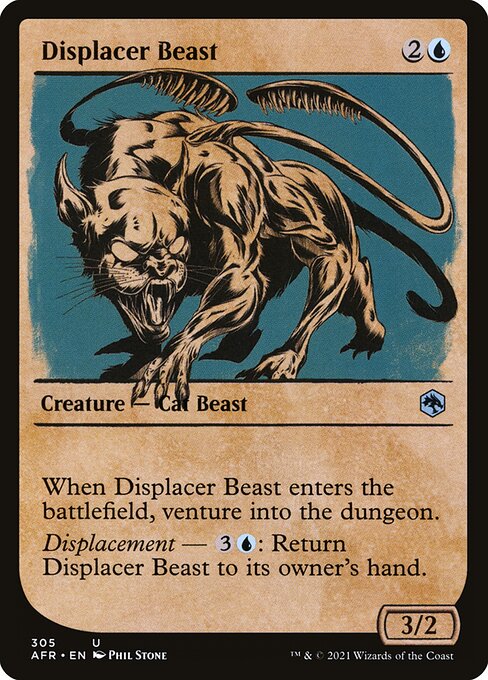 Displacer Beast 2
Creature — Cat Beast
When Displacer Beast enters the
battlefield, venture into the dungeon.
Displacement — 3: Return
Displacer Beast to its owner's hand.
3/2
305 U
AFR • EN Phil Stone
™ & © 2021 Wizards of the Coast